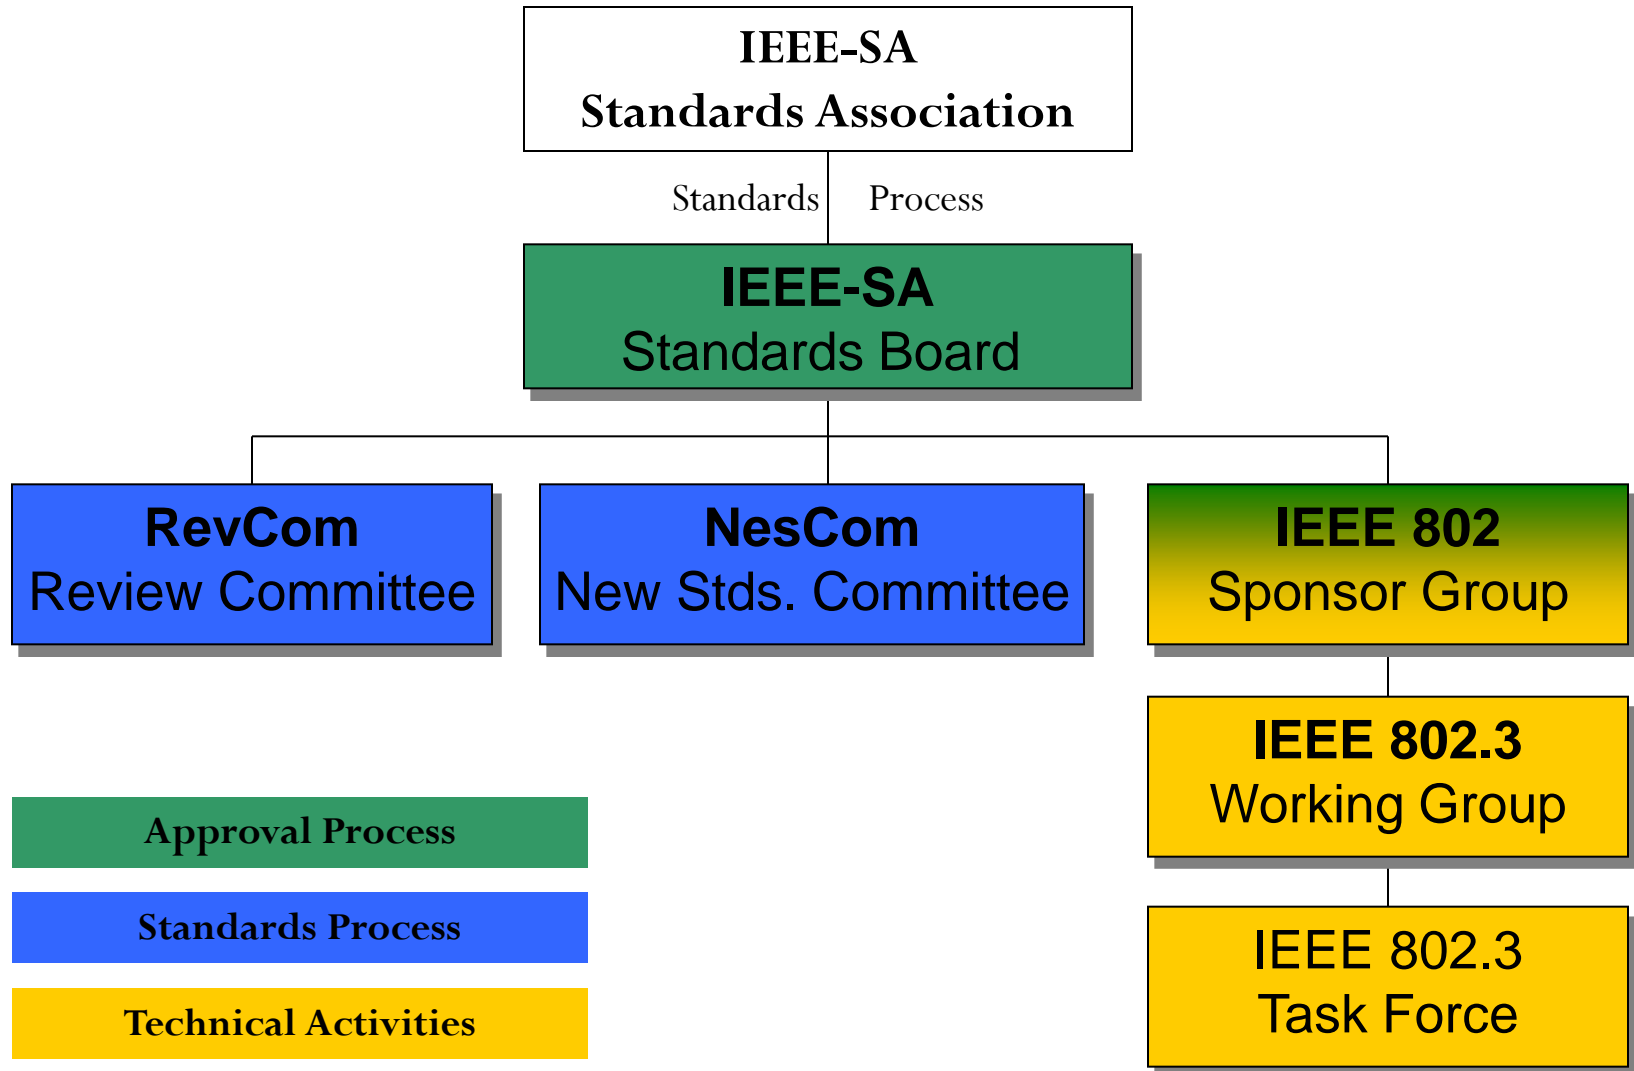 IEEE-SA
Standards Association
Standards Process
IEEE-SA
Standards Board
RevCom
Review Committee
NesCom
New Stds. Committee
IEEE 802
Sponsor Group
IEEE 802.3
Working Group
IEEE 802.3
Task Force
Approval Process
Standards Process
Technical Activities